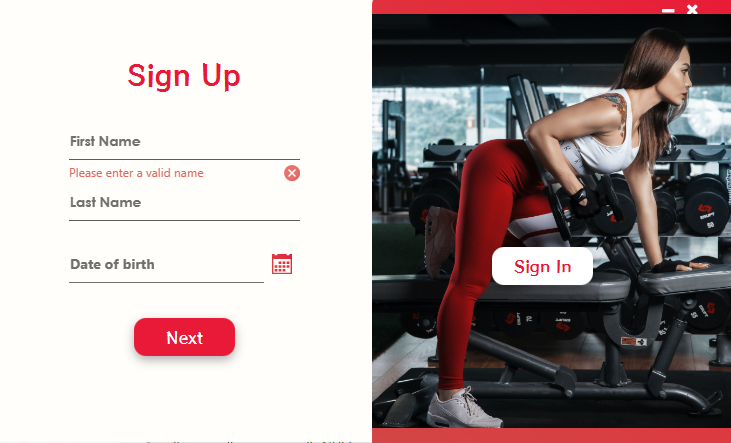 Sign Up
First Name
Please enter a valid name
Last Name
Date of birth
Next
Sign In